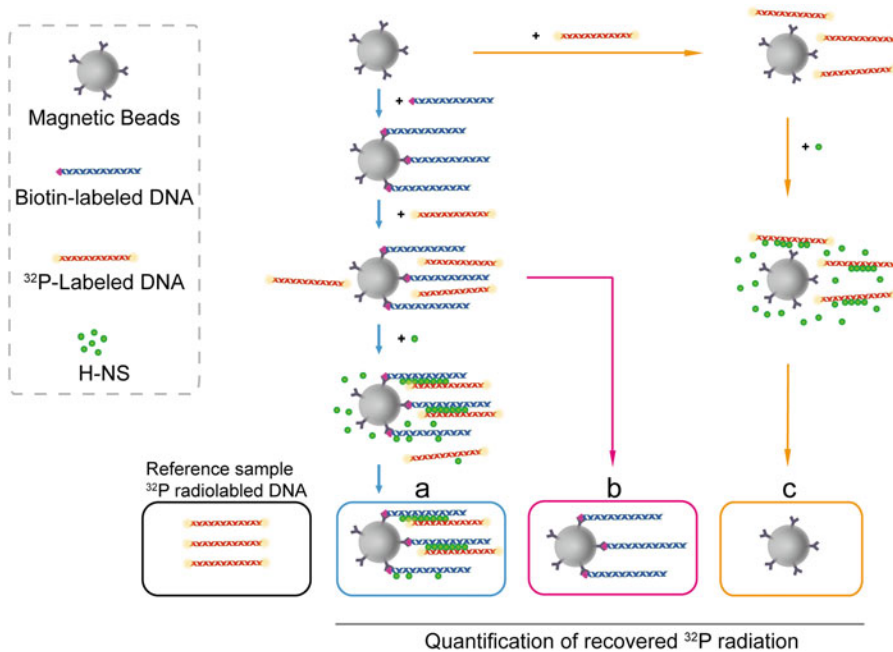 Magnetic Beads
Biotin-labeled DNA
32P-Labeled DNA
H-NS
+
+
+
+
+
Reference sample
32P radiolabled DNA
a
b
c
Quantification of recovered 32P radiation